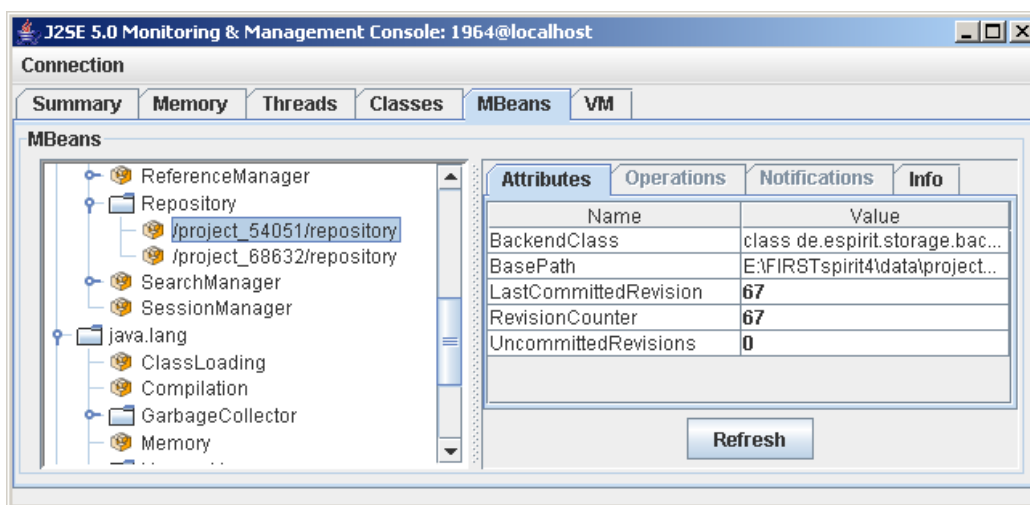 J2SE 5.0 Monitoring & Management Console: 1964@localhost
Connection
Summary Memory Threads Classes MBeans VM
MBeans
ReferenceManager
Repository
/project_54051/repository
/project_68632/repository
SearchManager
SessionManager
java.lang
ClassLoading
Compilation
GarbageCollector
Memory
Attributes Operations Notifications Info
Name Value
BackendClass class de.espirit.storage.bac...
BasePath E:\FIRSTspirit4\data\project...
LastCommittedRevision 67
RevisionCounter 67
UncommittedRevisions 0
Refresh